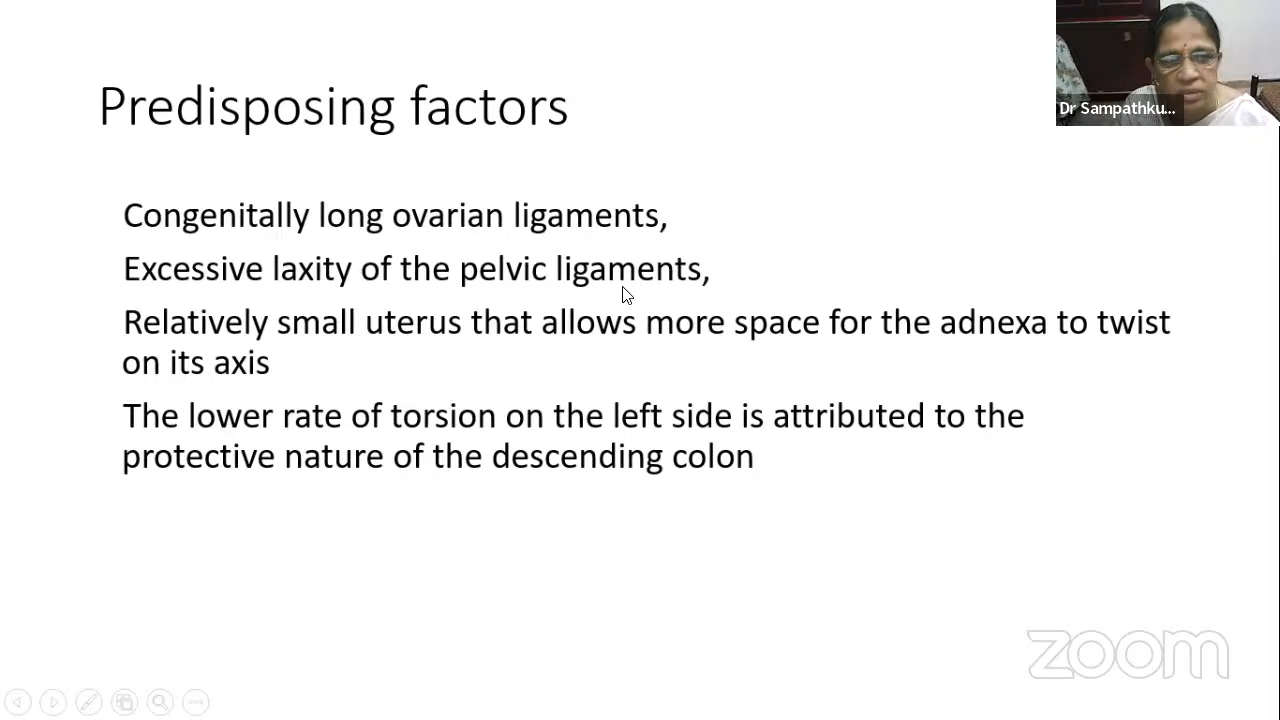 Predisposing factors
Dr Sampathku...
Congenitally long ovarian ligaments,
Excessive laxity of the pelvic ligaments,
Relatively small uterus that allows more space for the adnexa to twist
on its axis
The lower rate of torsion on the left side is attributed to the
protective nature of the descending colon
zoom